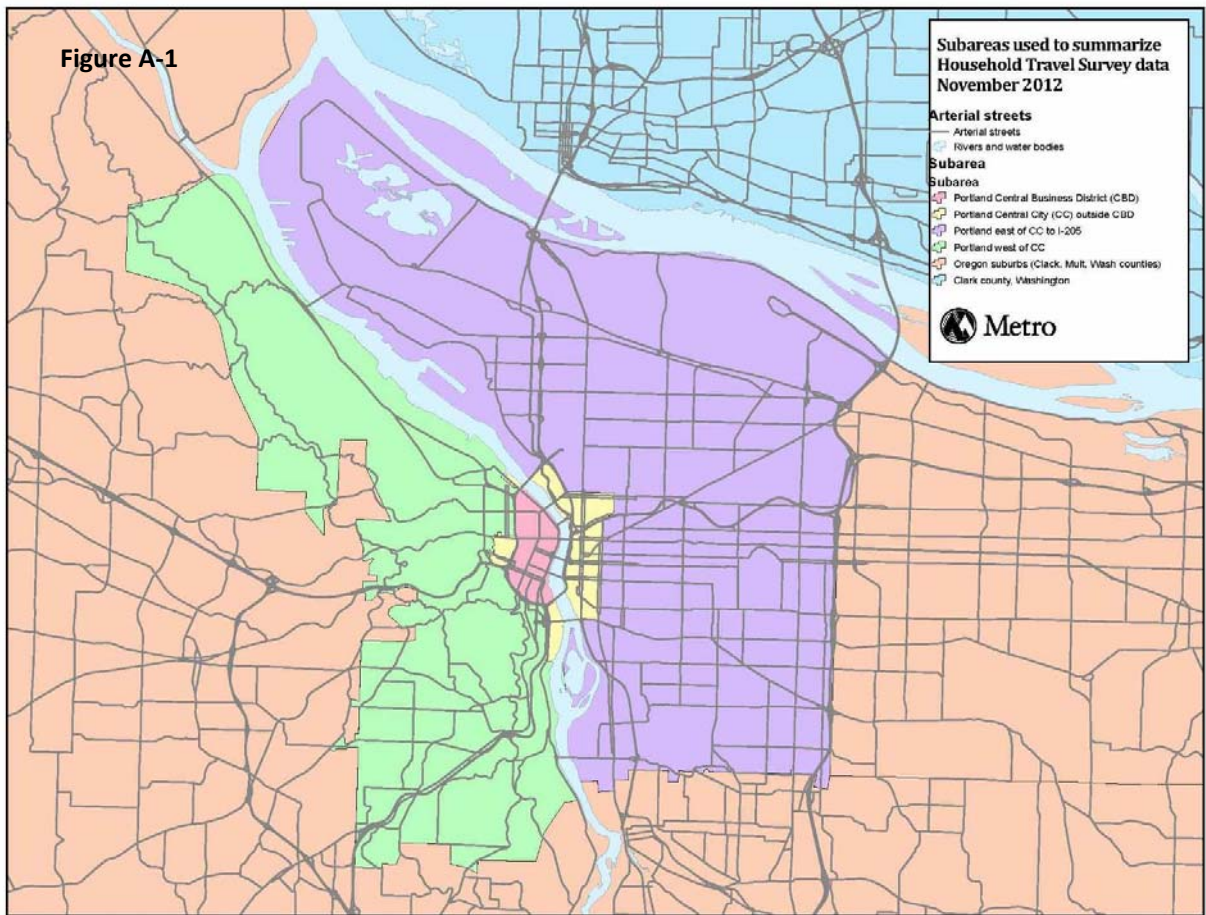 Figure A-1
Subareas used to summarize
Household Travel Survey data
November 2012
Arterial streets
Arterial streets
Rivers and water bodies
Subarea
Subarea
Portland Central Business District (CBD)
Portland Central City (CC) outside CBD
Portland east of CC to I-205
Portland west of CC
Oregon suburbs (Clack, Mult, Wash counties)
Clark county, Washington
Metro